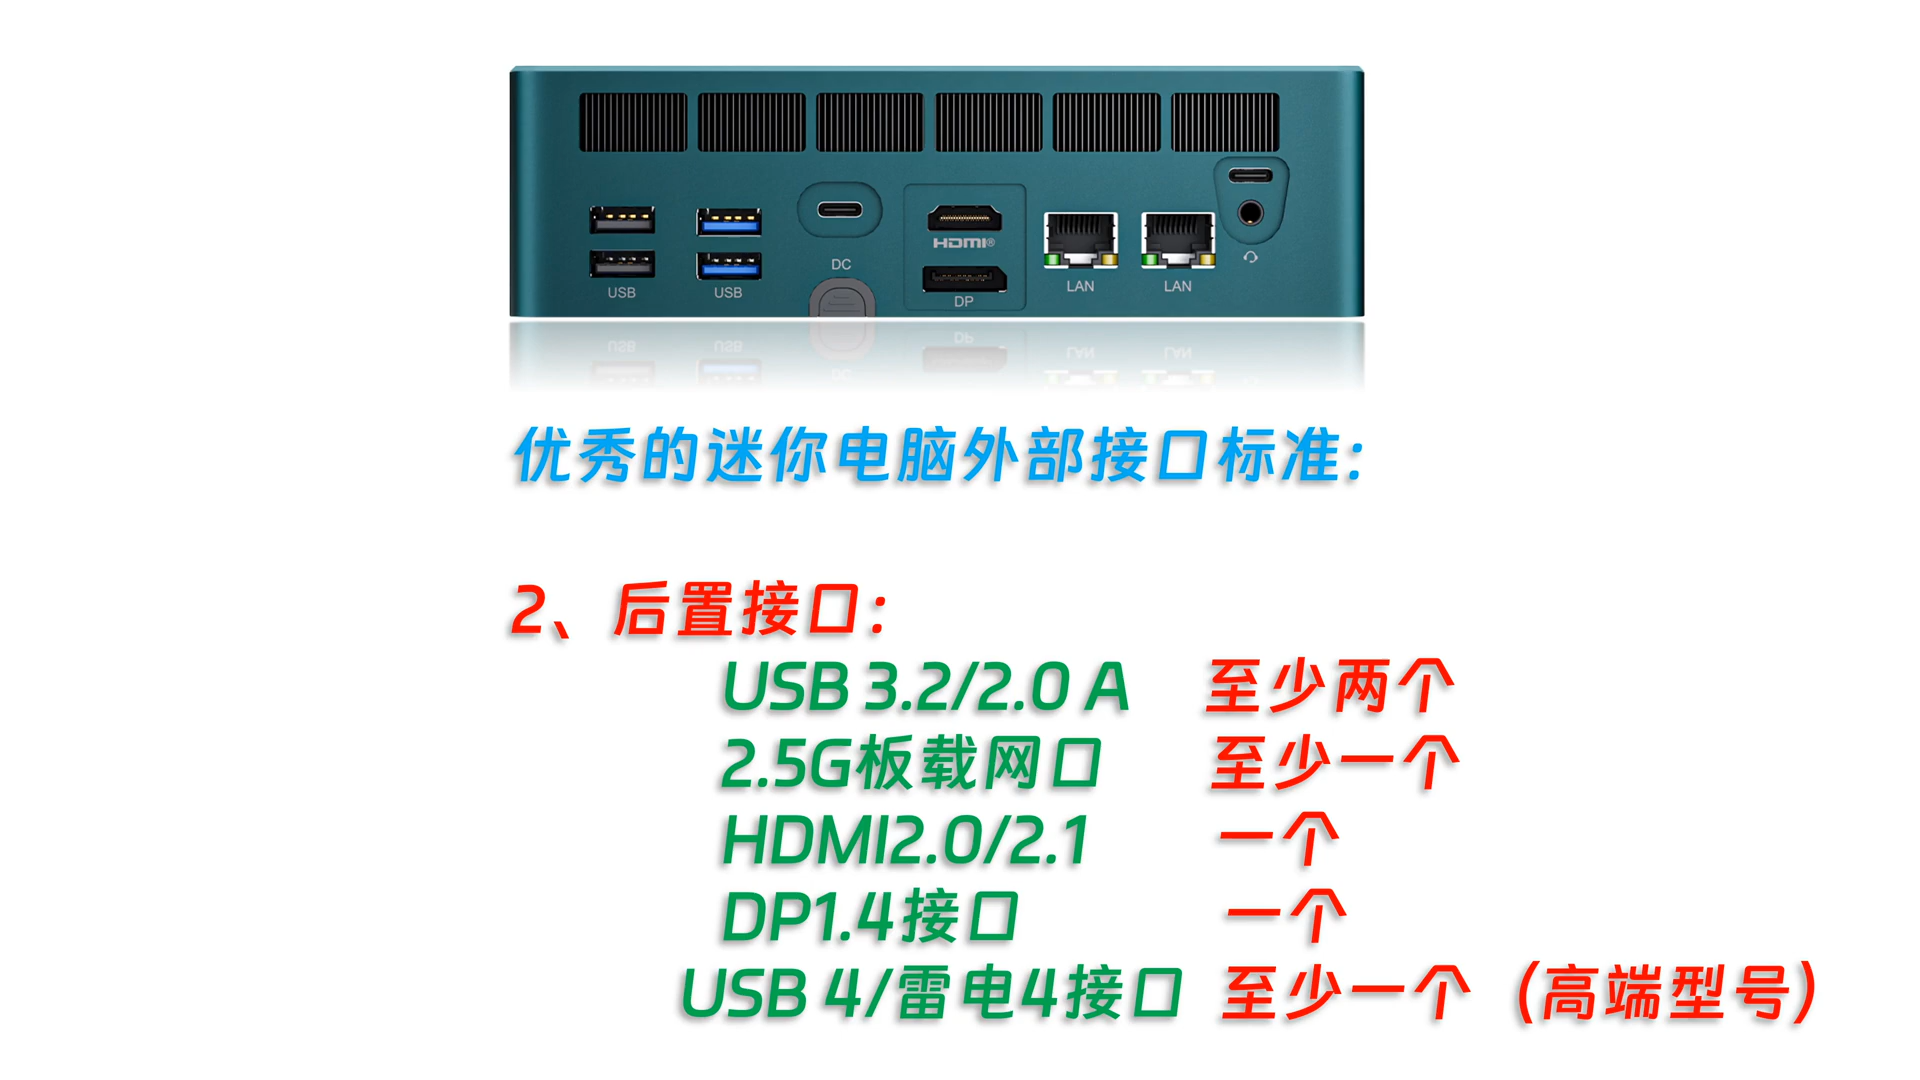 USB
USB
DC
HDMI®
DP
LAN
LAN
优秀的迷你电脑外部接口标准：
2、后置接口：
USB 3.2/2.0 A 至少两个
2.5G板载网口 至少一个
HDMI2.0/2.1 一个
DP1.4接口 一个
USB 4/雷电4接口 至少一个（高端型号）